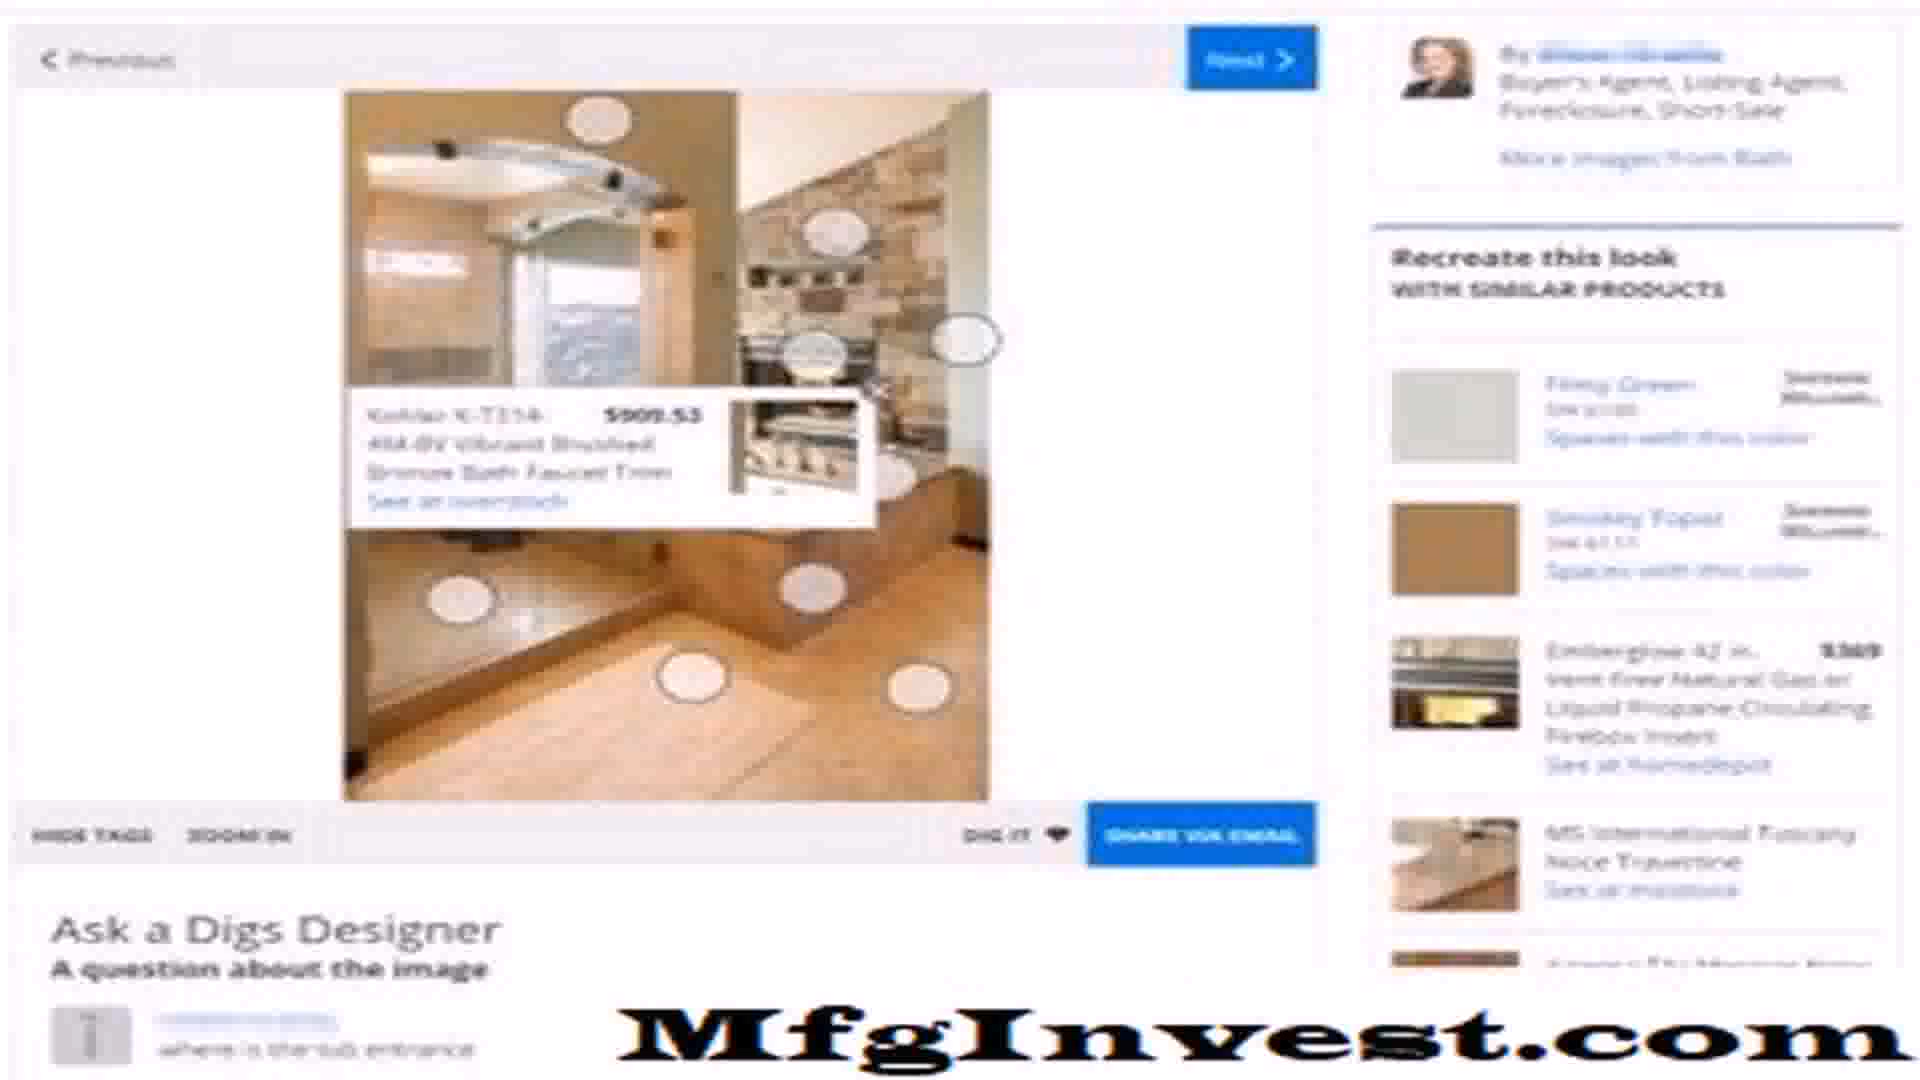 Previous
Next
By
Buyer's Agent, Listing Agent,
Foreclosure, Short-Sale
More images from Bath
Recreate this look
WITH SIMILAR PRODUCTS
Filmy Green
Spaces with this color
Smokey Topaz
Spaces with this color
Kohler K-T314-
$909.53
Vibrant Brushed
Bronze Bath Faucet Trim
See at overstock
Emberglow 42 in.
$369
Vent Free Natural Gas or
Liquid Propane Circulating
Firebox Insert
See at homedepot
MS International Tuscany
Noce Travertine
HIDE TAGS
ZOOM IN
DIG IT
SHARE VIA EMAIL
Ask a Digs Designer
A question about the image
where is the tub entrance
MfgInvest.com